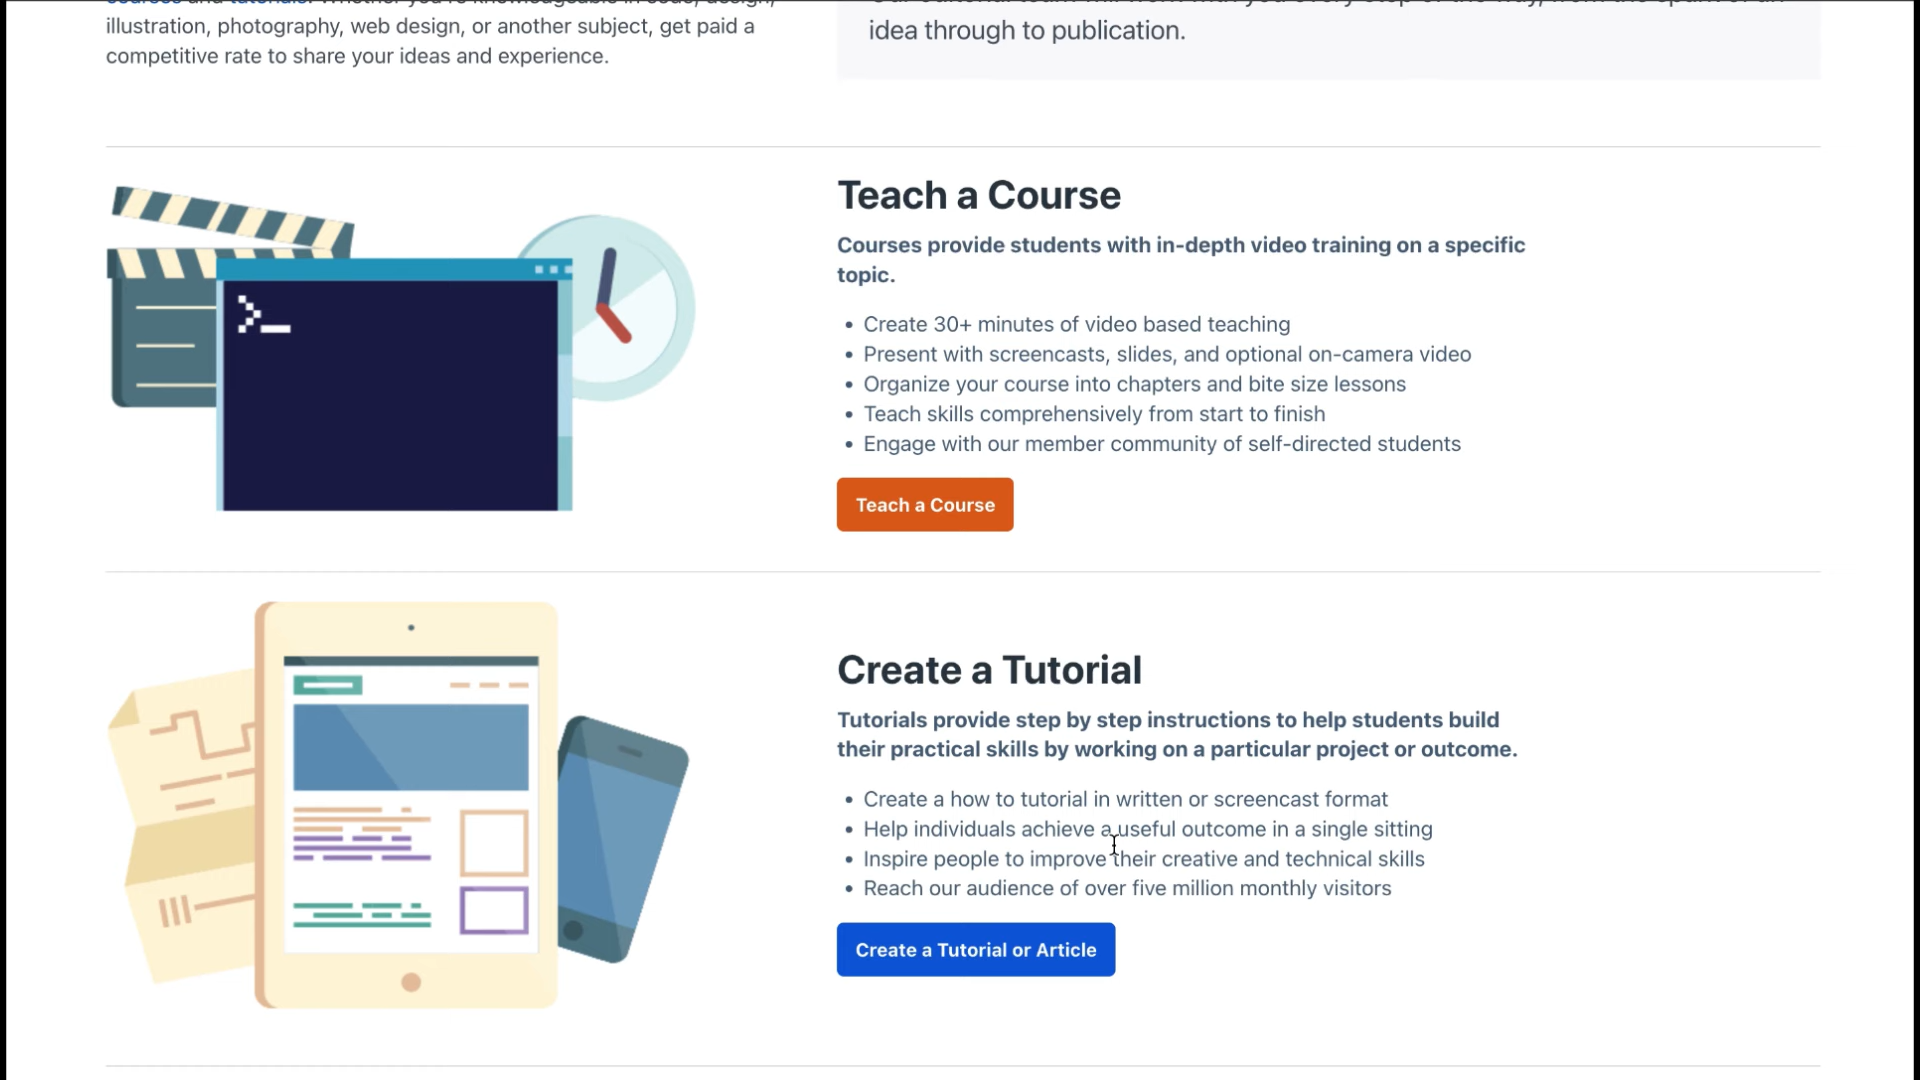 illustration, photography, web design, or another subject, get paid a
competitive rate to share your ideas and experience.
idea through to publication.
Teach a Course
Courses provide students with in-depth video training on a specific
topic.
• Create 30+ minutes of video based teaching
• Present with screencasts, slides, and optional on-camera video
• Organize your course into chapters and bite size lessons
• Teach skills comprehensively from start to finish
• Engage with our member community of self-directed students
Teach a Course
Create a Tutorial
Tutorials provide step by step instructions to help students build
their practical skills by working on a particular project or outcome.
• Create a how to tutorial in written or screencast format
• Help individuals achieve a useful outcome in a single sitting
• Inspire people to improve their creative and technical skills
• Reach our audience of over five million monthly visitors
Create a Tutorial or Article